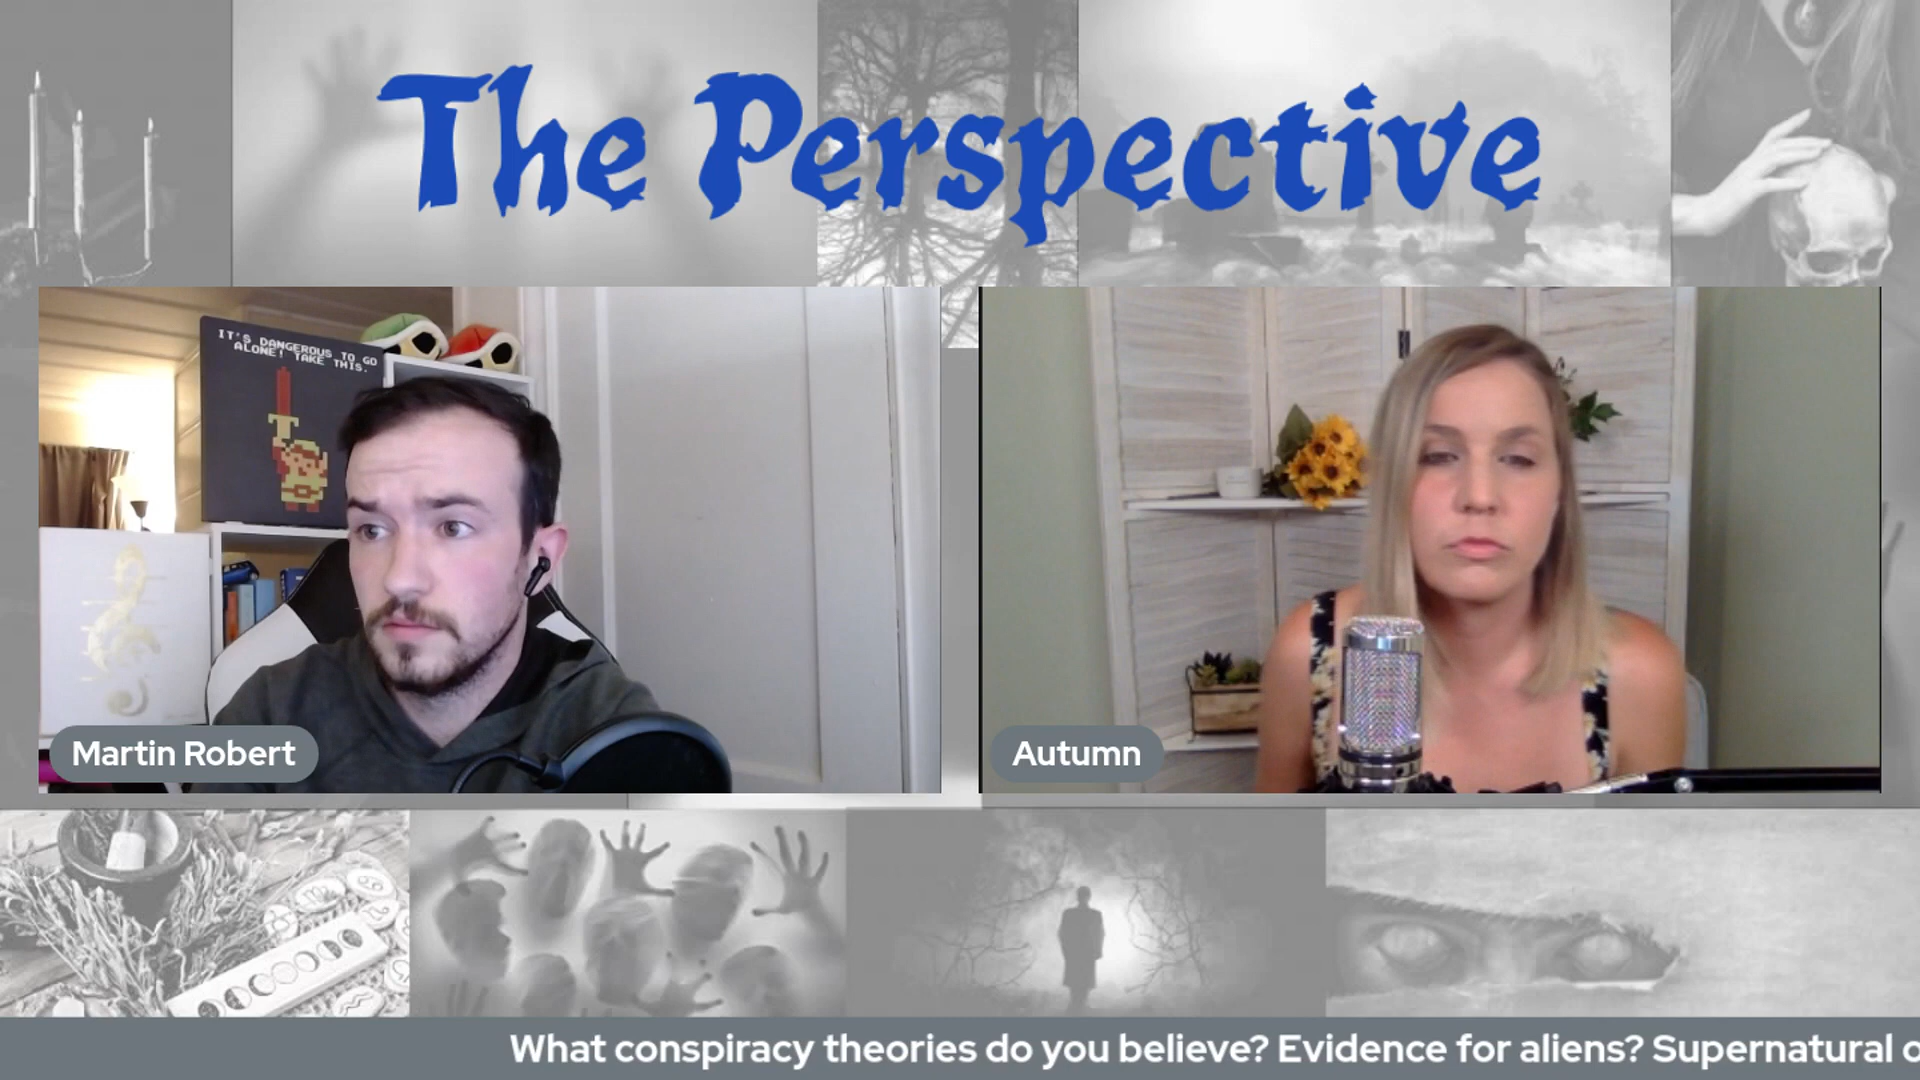 The Perspective
IT'S DANGEROUS TO GO
ALONE! TAKE THIS.
Martin Robert
Autumn
What conspiracy theories do you believe? Evidence for aliens? Supernatural o